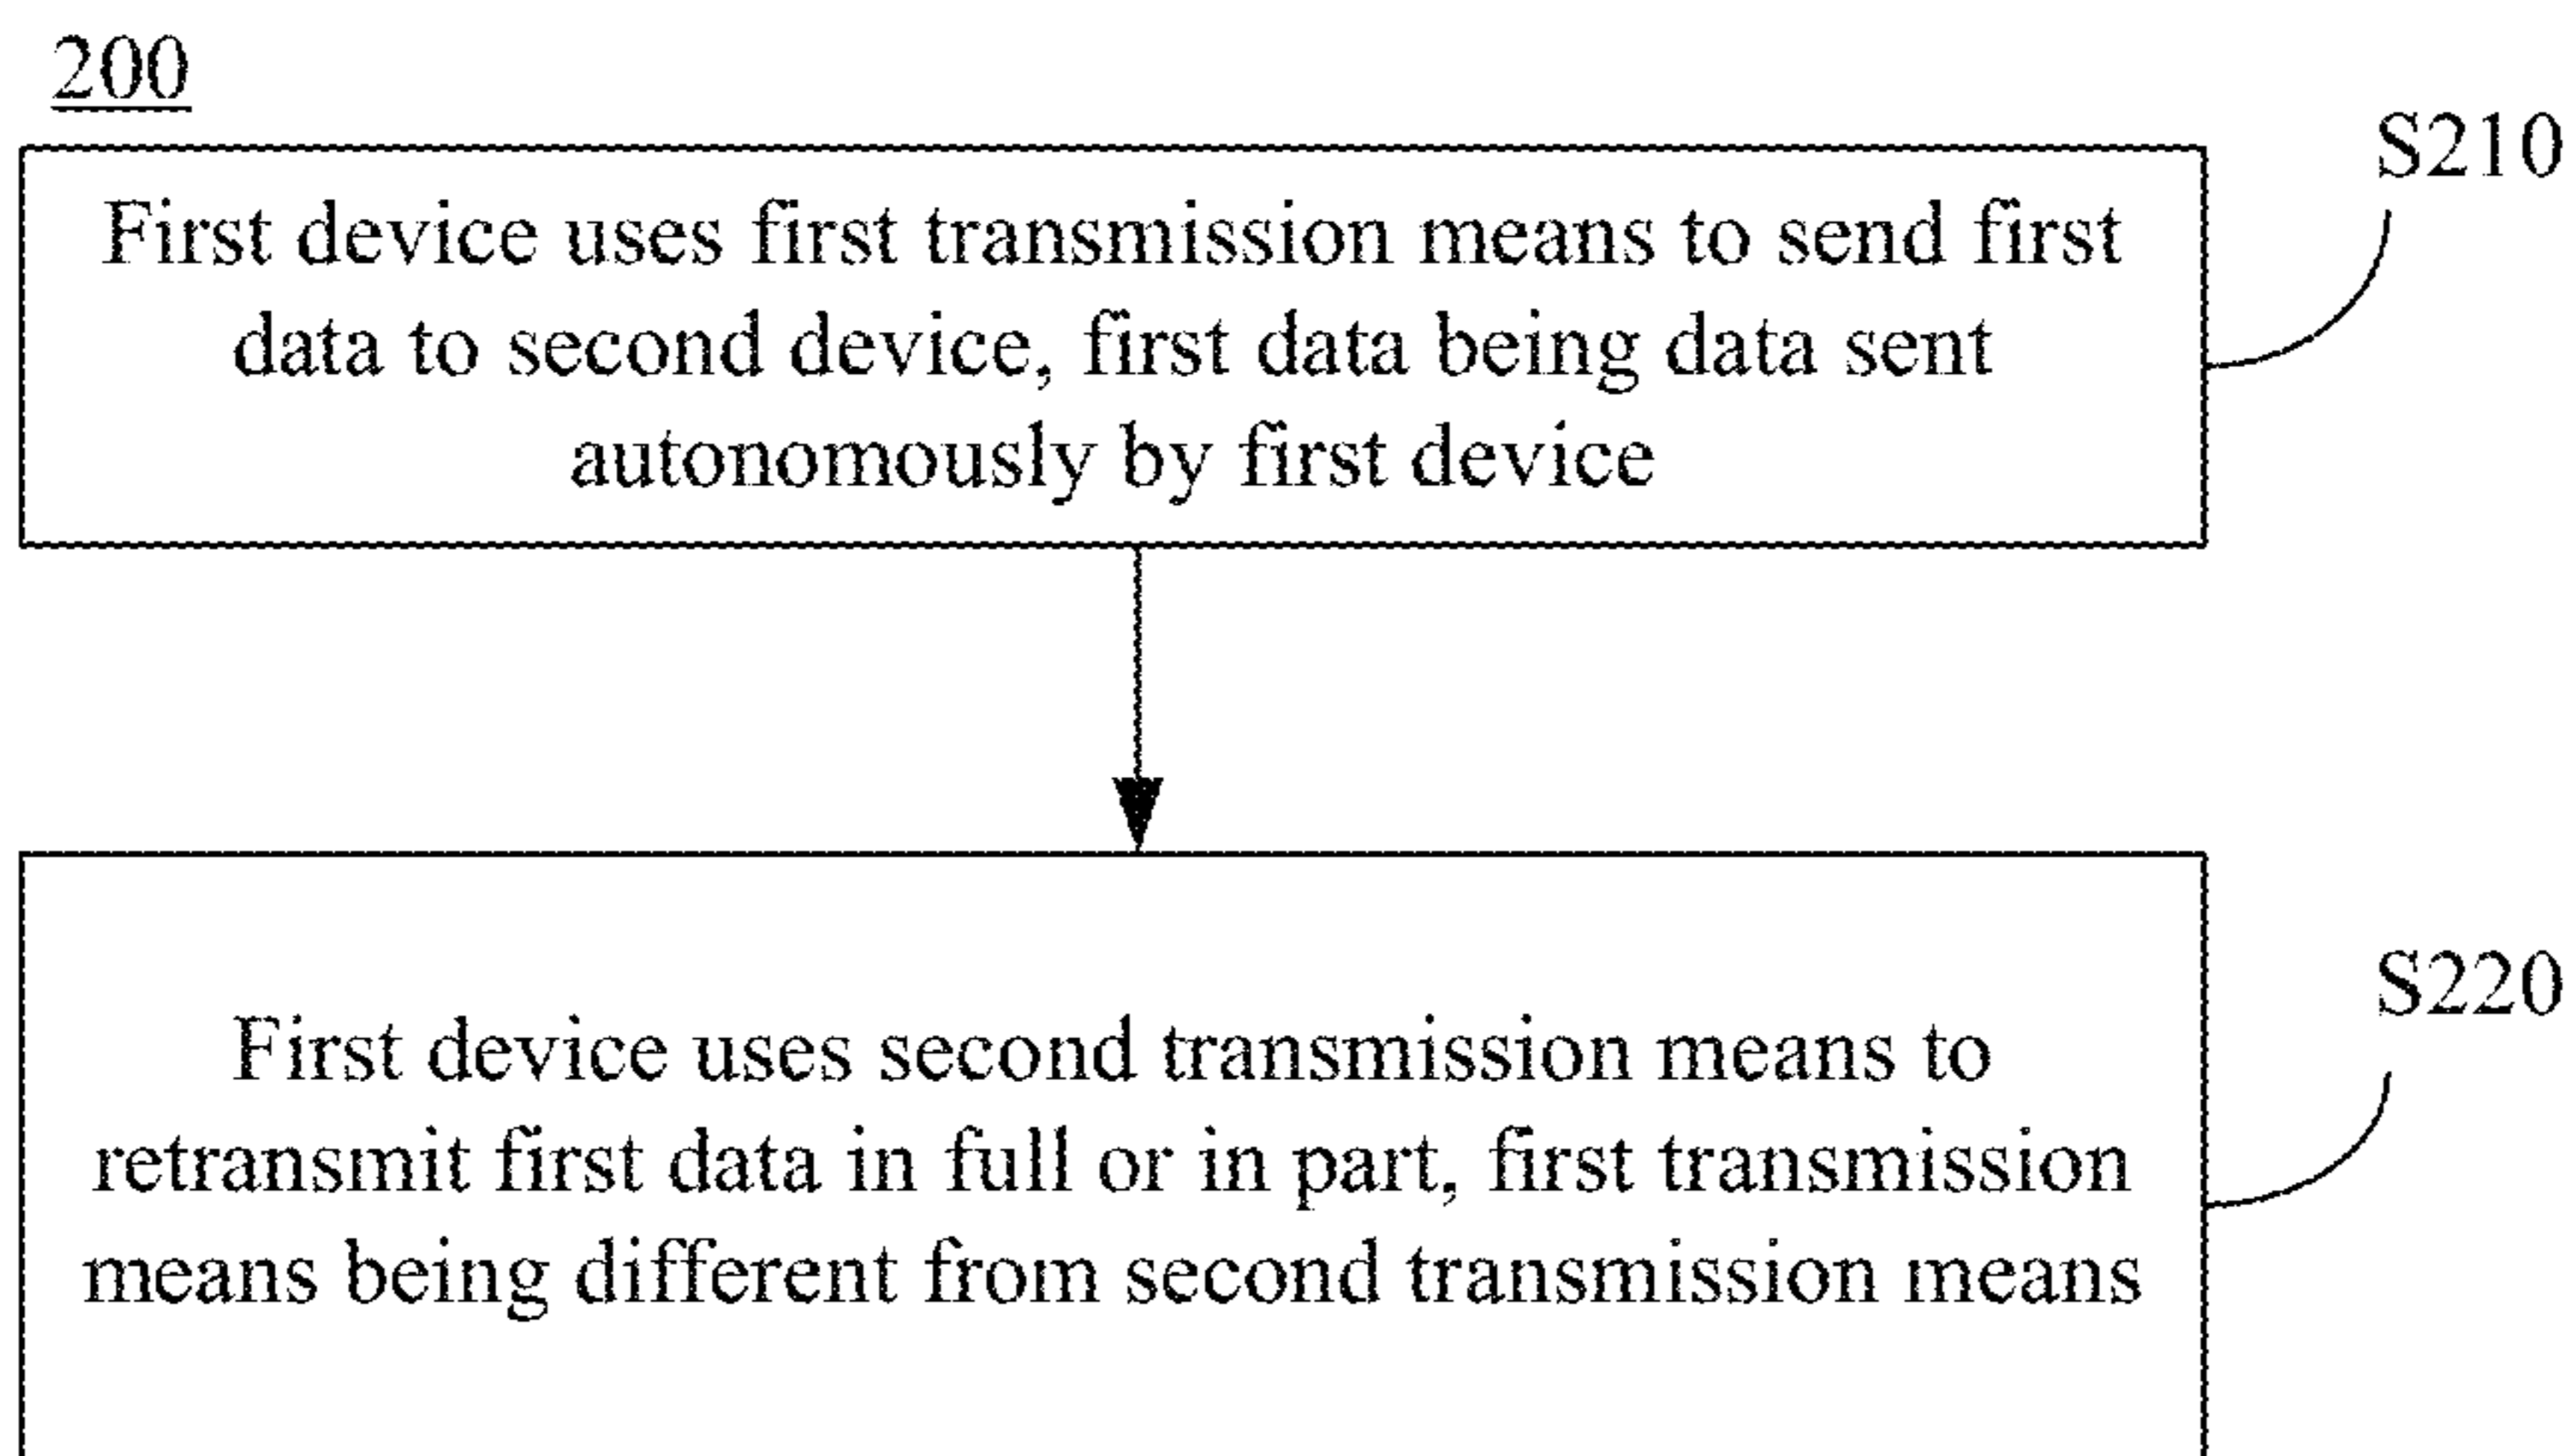 200
S210
First device uses first transmission means to send first
data to second device, first data being data sent
autonomously by first device
S220
First device uses second transmission means to
retransmit first data in full or in part, first transmission
means being different from second transmission means